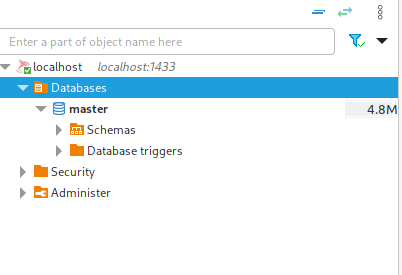 Enter a part of object name here
localhost localhost:1433
Databases
master 4.8M
Schemas
Database triggers
Security
Administer